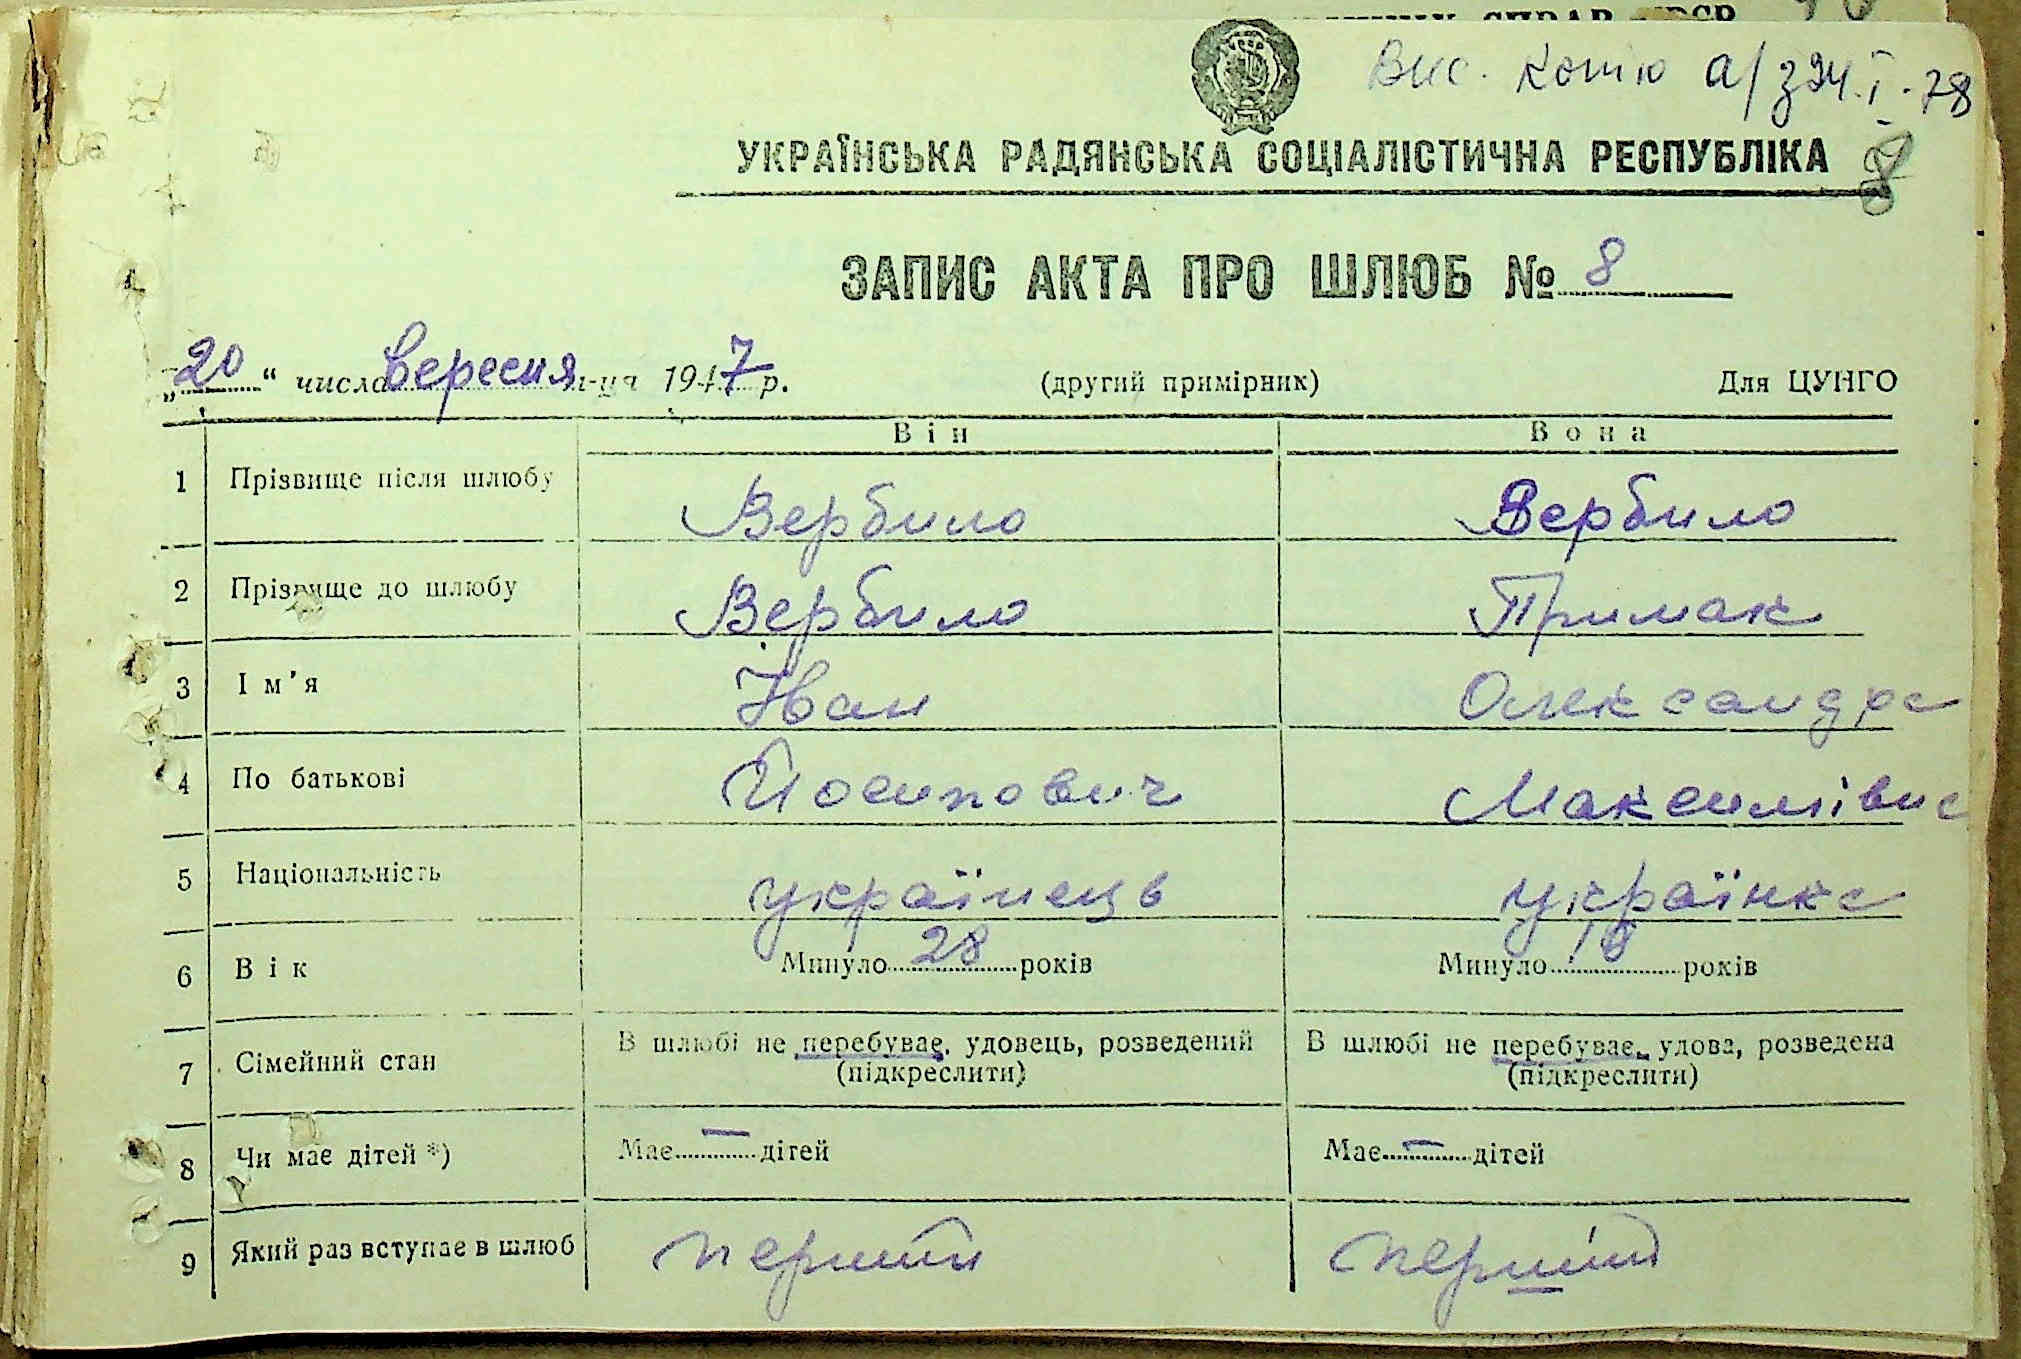 СПРАВ УРСР
Вис. копію а/з 24.I.78
УКРАЇНСЬКА РАДЯНСЬКА СОЦІАЛІСТИЧНА РЕСПУБЛІКА
8
ЗАПИС АКТА ПРО ШЛЮБ № 8
„20“ числа вересня м-ця 1947 р. (другий примірник) Для ЦУНГО
Він Вона
1 Прізвище після шлюбу Вербило Вербило
2 Прізвище до шлюбу Вербило Примак
3 Ім'я Іван Олександра
4 По батькові Йосипович Максимівна
5 Національність українець українка
6 Вік Минуло 28 років Минуло років
7 Сімейний стан В шлюбі не перебуває, удовець, розведений В шлюбі не перебуває, удова, розведена
(підкреслити) (підкреслити)
8 Чи має дітей *) Має — дітей Має — дітей
9 Який раз вступає в шлюб перший перший